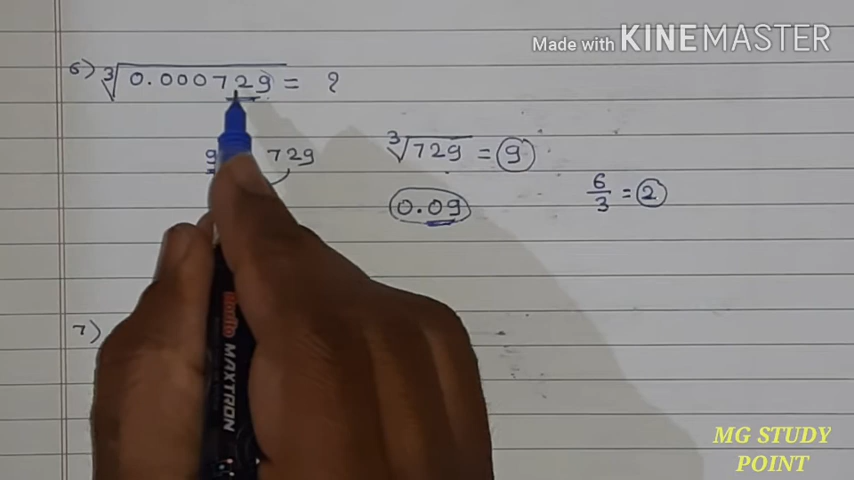 Made with KINEMASTER
6) ∛0.000729 = ?
9 729 ∛729 = 9
6/3 = 2
0.09
7)
MAXTRON
MG STUDY
POINT